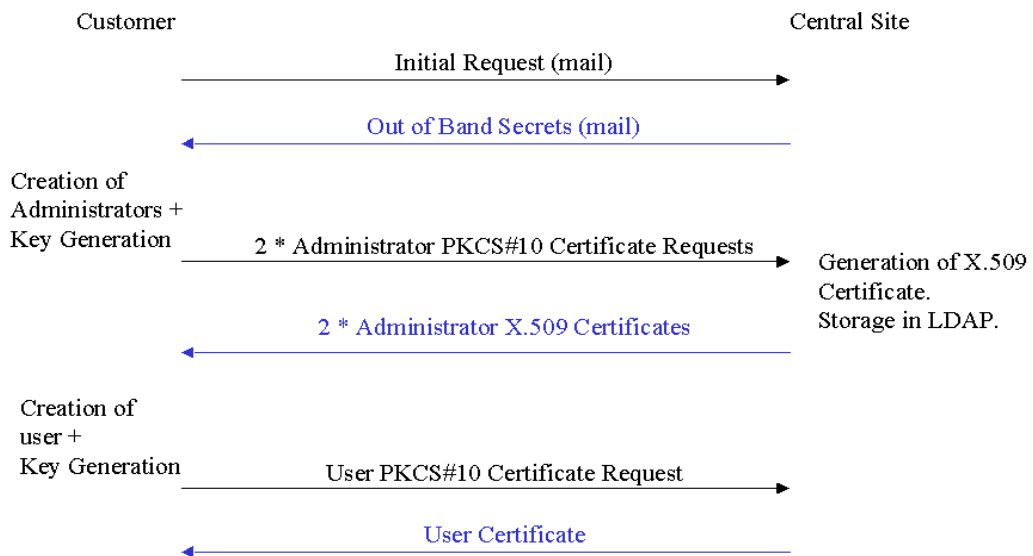 Customer
Central Site
Initial Request (mail)
Out of Band Secrets (mail)
Creation of
Administrators +
Key Generation
2 * Administrator PKCS#10 Certificate Requests
Generation of X.509
Certificate.
Storage in LDAP.
2 * Administrator X.509 Certificates
Creation of
user +
Key Generation
User PKCS#10 Certificate Request
User Certificate